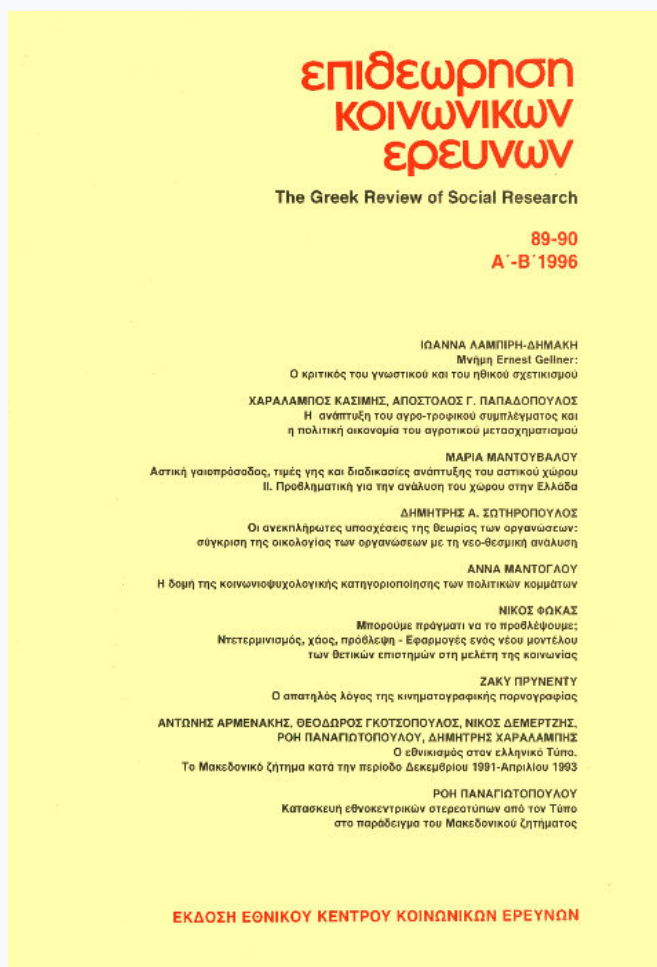 επιθεωρηση
κοινωνικων
ερευνων
The Greek Review of Social Research
89-90
Α΄-Β΄1996
ΙΩΑΝΝΑ ΛΑΜΠΙΡΗ-ΔΗΜΑΚΗ
Μνήμη Ernest Gellner:
Ο κριτικός του γνωστικού και του ηθικού σχετικισμού
ΧΑΡΑΛΑΜΠΟΣ ΚΑΣΙΜΗΣ, ΑΠΟΣΤΟΛΟΣ Γ. ΠΑΠΑΔΟΠΟΥΛΟΣ
Η ανάπτυξη του αγρο-τροφικού συμπλέγματος και
η πολιτική οικονομία του αγροτικού μετασχηματισμού
ΜΑΡΙΑ ΜΑΝΤΟΥΒΑΛΟΥ
Αστική γαιοπρόσοδος, τιμές γης και διαδικασίες ανάπτυξης του αστικού χώρου
ΙΙ. Προβληματική για την ανάλυση του χώρου στην Ελλάδα
ΔΗΜΗΤΡΗΣ Α. ΣΩΤΗΡΟΠΟΥΛΟΣ
Οι ανεκπλήρωτες υποσχέσεις της θεωρίας των οργανώσεων:
σύγκριση της οικολογίας των οργανώσεων με τη νεο-θεσμική ανάλυση
ΑΝΝΑ ΜΑΝΤΟΓΛΟΥ
Η δομή της κοινωνιοψυχολογικής κατηγοριοποίησης των πολιτικών κομμάτων
ΝΙΚΟΣ ΦΩΚΑΣ
Μπορούμε πράγματι να το προβλέψουμε;
Ντετερμινισμός, χάος, πρόβλεψη - Εφαρμογές ενός νέου μοντέλου
των θετικών επιστημών στη μελέτη της κοινωνίας
ΖΑΚΥ ΠΡΥΝΕΝΤΥ
Ο απατηλός λόγος της κινηματογραφικής πορνογραφίας
ΑΝΤΩΝΗΣ ΑΡΜΕΝΑΚΗΣ, ΘΕΟΔΩΡΟΣ ΓΚΟΤΣΟΠΟΥΛΟΣ, ΝΙΚΟΣ ΔΕΜΕΡΤΖΗΣ,
ΡΟΗ ΠΑΝΑΓΙΩΤΟΠΟΥΛΟΥ, ΔΗΜΗΤΡΗΣ ΧΑΡΑΛΑΜΠΗΣ
Ο εθνικισμός στον ελληνικό Τύπο.
Το Μακεδονικό ζήτημα κατά την περίοδο Δεκεμβρίου 1991-Απριλίου 1993
ΡΟΗ ΠΑΝΑΓΙΩΤΟΠΟΥΛΟΥ
Κατασκευή εθνοκεντρικών στερεοτύπων από τον Τύπο
στο παράδειγμα του Μακεδονικού ζητήματος
ΕΚΔΟΣΗ ΕΘΝΙΚΟΥ ΚΕΝΤΡΟΥ ΚΟΙΝΩΝΙΚΩΝ ΕΡΕΥΝΩΝ